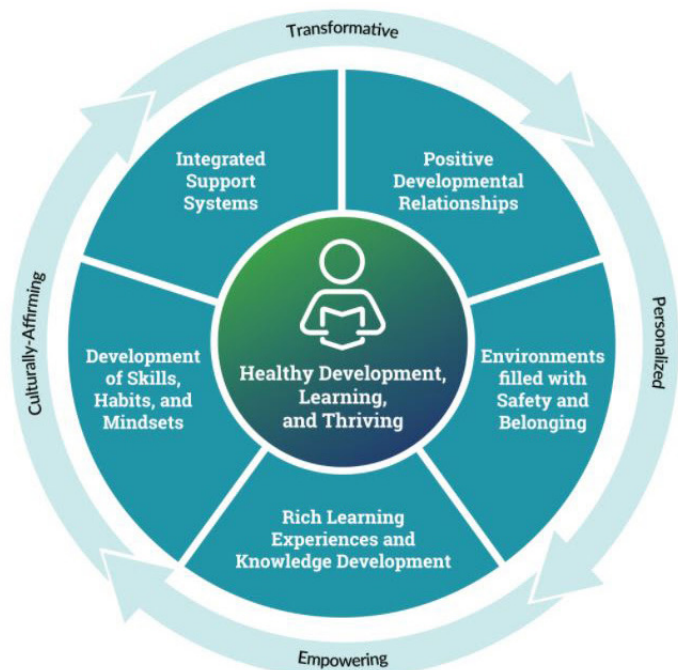 Transformative
Integrated
Support
Systems
Positive
Developmental
Relationships
Culturally-Affirming
Personalized
Development
of Skills,
Habits, and
Mindsets
Healthy Development,
Learning,
and Thriving
Environments
filled with
Safety and
Belonging
Rich Learning
Experiences and
Knowledge Development
Empowering